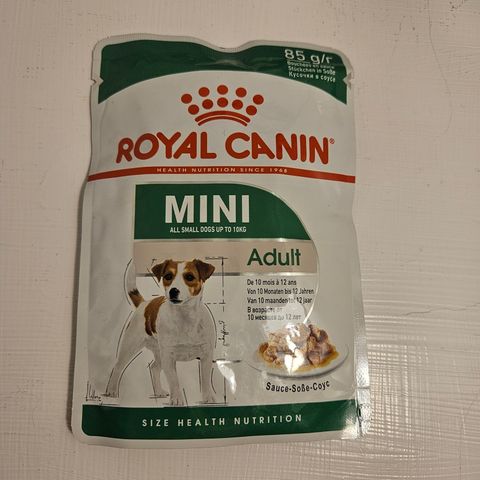 85 g/г
Bouchées en sauce
Stückchen in Soße
Кусочки в соусе
ROYAL CANIN®
HEALTH NUTRITION SINCE 1968
MINI
ALL SMALL DOGS UP TO 10KG
Adult
De 10 mois à 12 ans
Von 10 Monaten bis 12 Jahren
Van 10 maanden tot 12 jaar
В возрасте от
10 месяцев до 12 лет
Sauce-Soße-Соус
SIZE HEALTH NUTRITION